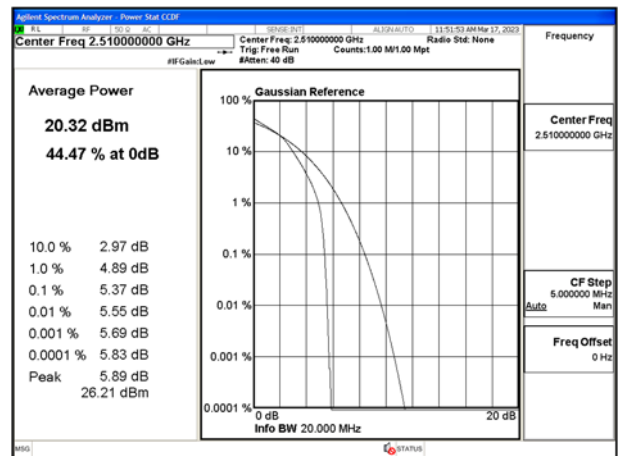 Agilent Spectrum Analyzer - Power Stat CCDF
RL RF 50 Ω AC SENSE:INT ALIGNAUTO 11:51:53 AM Mar 17, 2023
Center Freq 2.510000000 GHz
Center Freq: 2.510000000 GHz Radio Std: None
Trig: Free Run Counts:1.00 M/1.00 Mpt
#IFGain:Low #Atten: 40 dB
Frequency
Average Power
20.32 dBm
44.47 % at 0dB
10.0 % 2.97 dB
1.0 % 4.89 dB
0.1 % 5.37 dB
0.01 % 5.55 dB
0.001 % 5.69 dB
0.0001 % 5.83 dB
Peak 5.89 dB
26.21 dBm
Gaussian Reference
100 %
10 %
1 %
0.1 %
0.01 %
0.001 %
0.0001 %
0 dB 20 dB
Info BW 20.000 MHz
Center Freq
2.510000000 GHz
CF Step
5.000000 MHz
Auto Man
Freq Offset
0 Hz
MSG STATUS